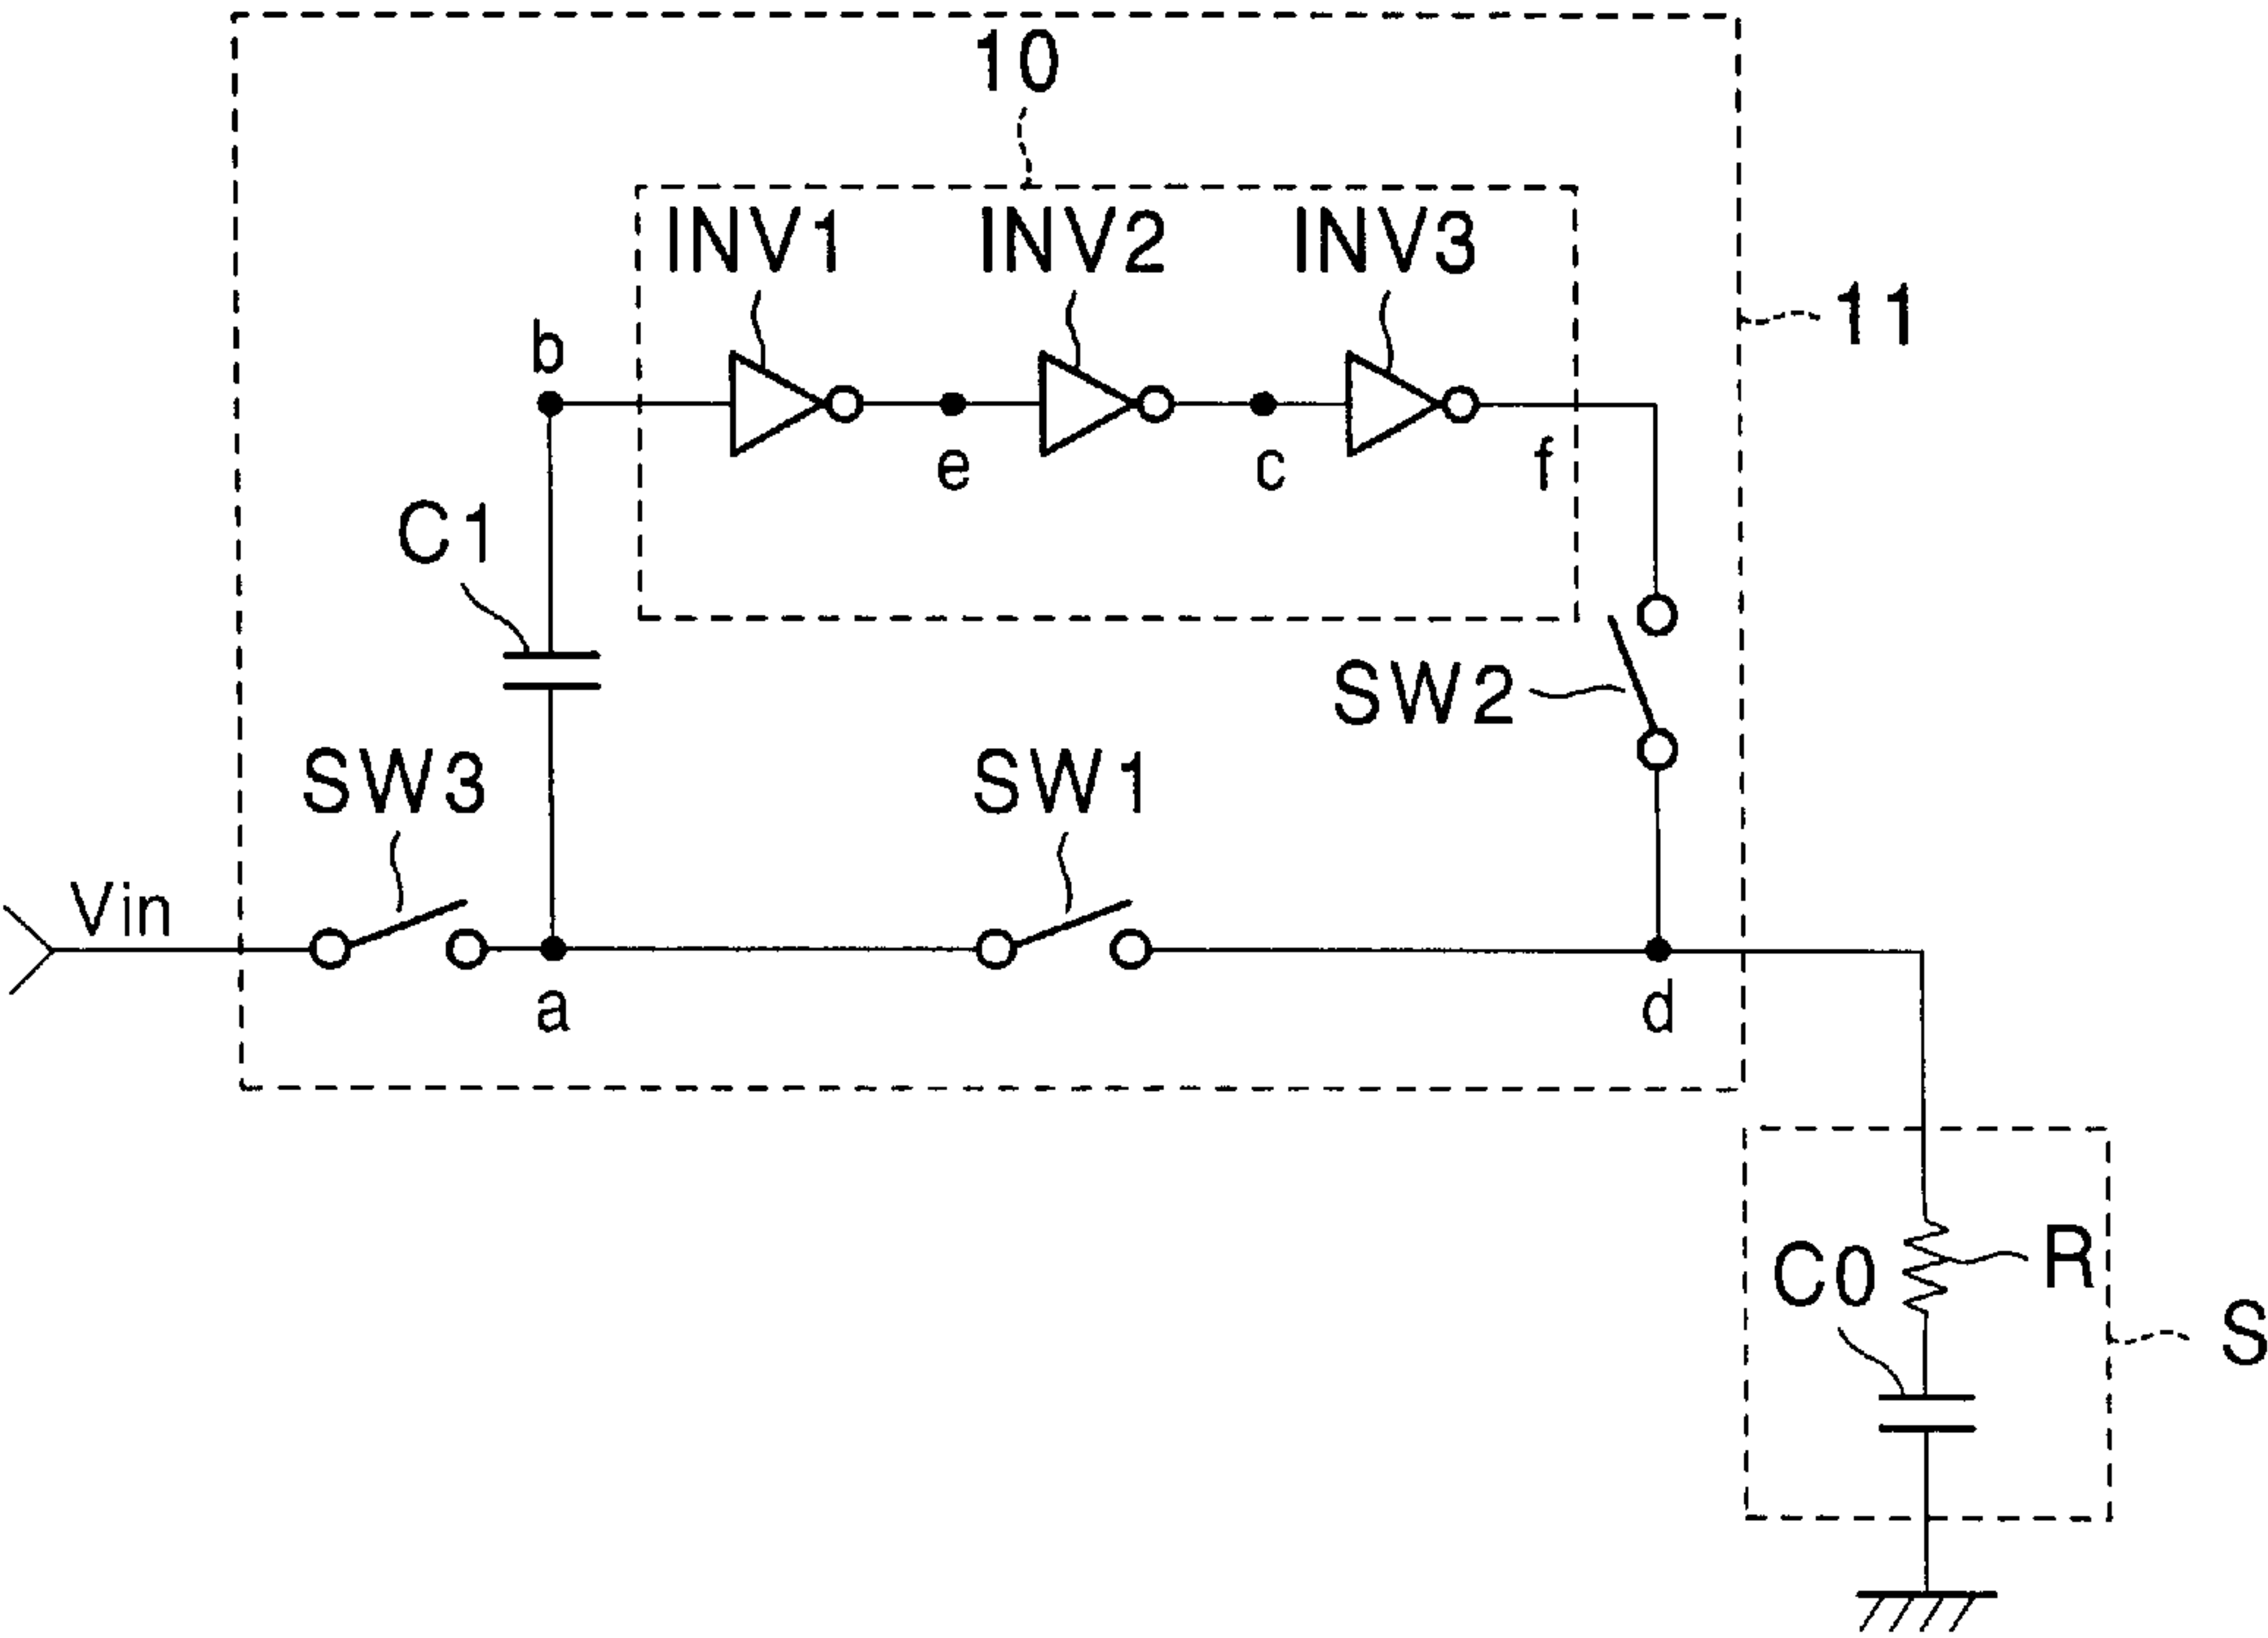 10
INV1 INV2 INV3
11
b
e c f
C1
SW2
SW3 SW1
Vin
a d
C0 R
S